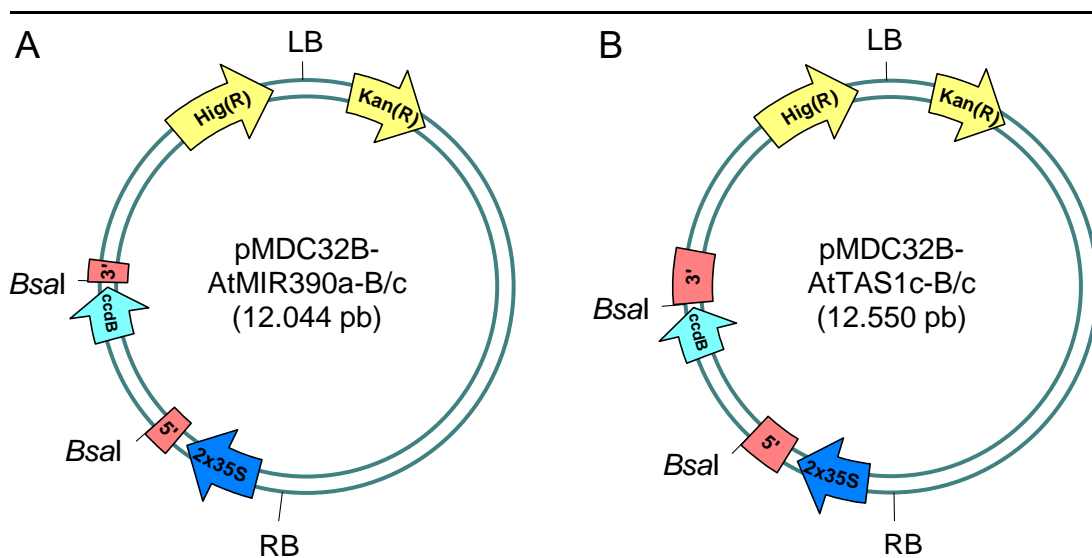 A
LB
Hig(R)
Kan(R)
pMDC32B-
AtMIR390a-B/c
(12.044 pb)
3'
BsaI
ccdB
5'
BsaI
2x35S
RB
B
LB
Hig(R)
Kan(R)
pMDC32B-
AtTAS1c-B/c
(12.550 pb)
3'
BsaI
ccdB
5'
BsaI
2x35S
RB